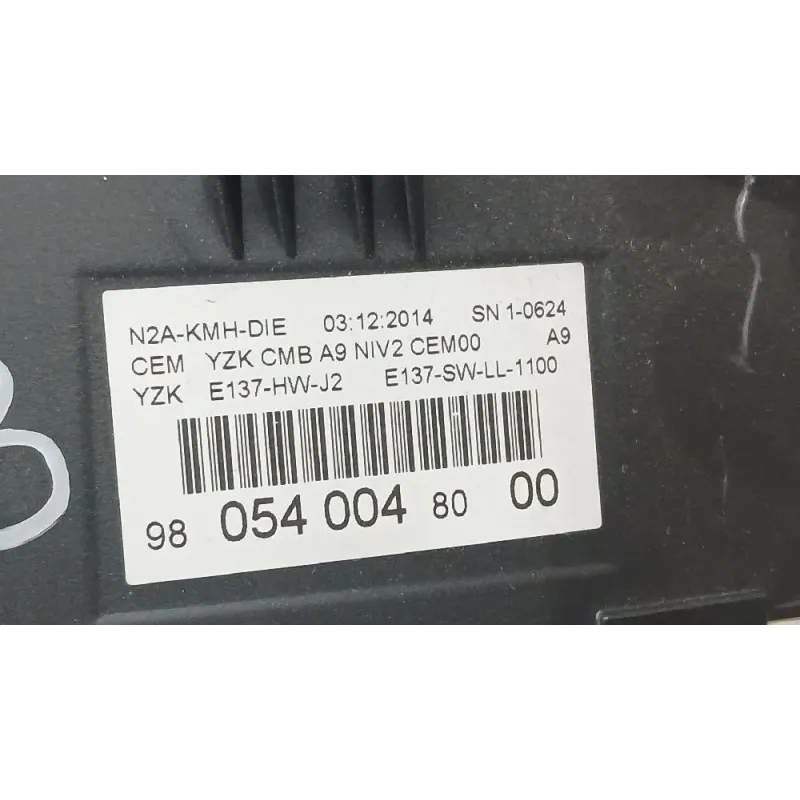 N2A-KMH-DIE 03:12:2014 SN 1-0624
CEM YZK CMB A9 NIV2 CEM00 A9
YZK E137-HW-J2 E137-SW-LL-1100
98 054 004 80 00